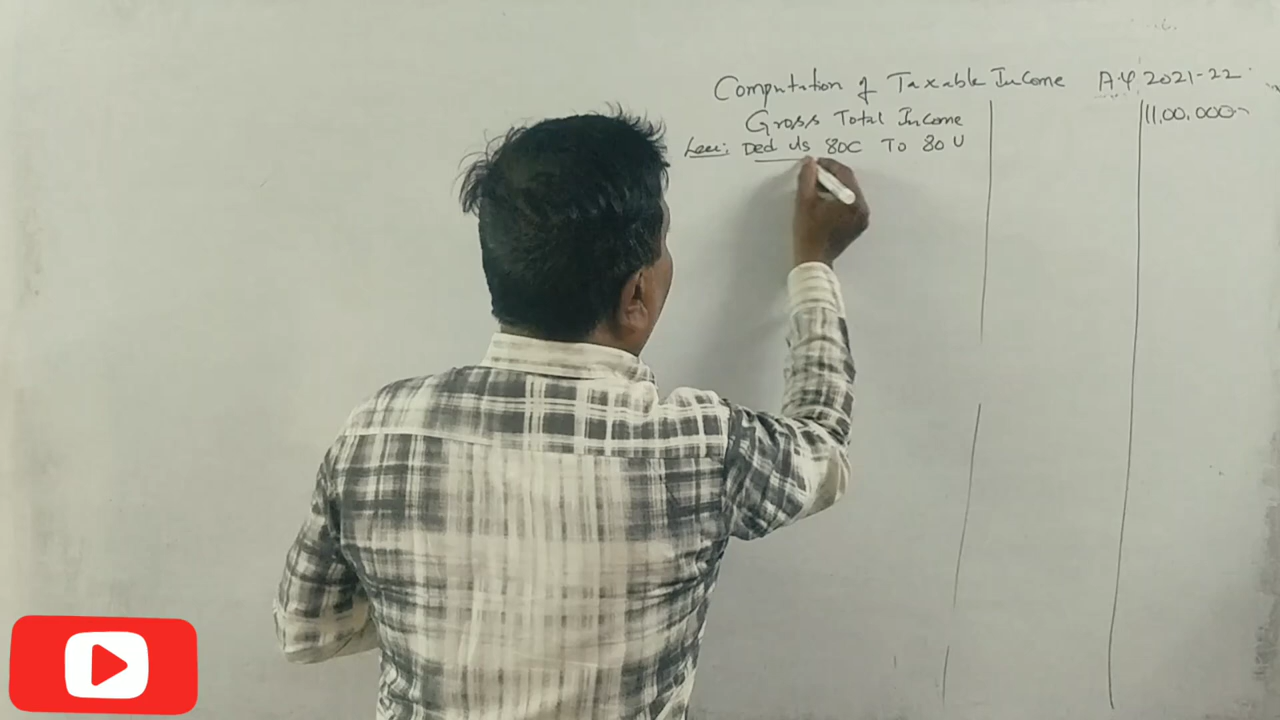 Computation of Taxable Income A.Y 2021-22
Gross Total Income 11,00,000
Less: Ded U/s 80C To 80 U